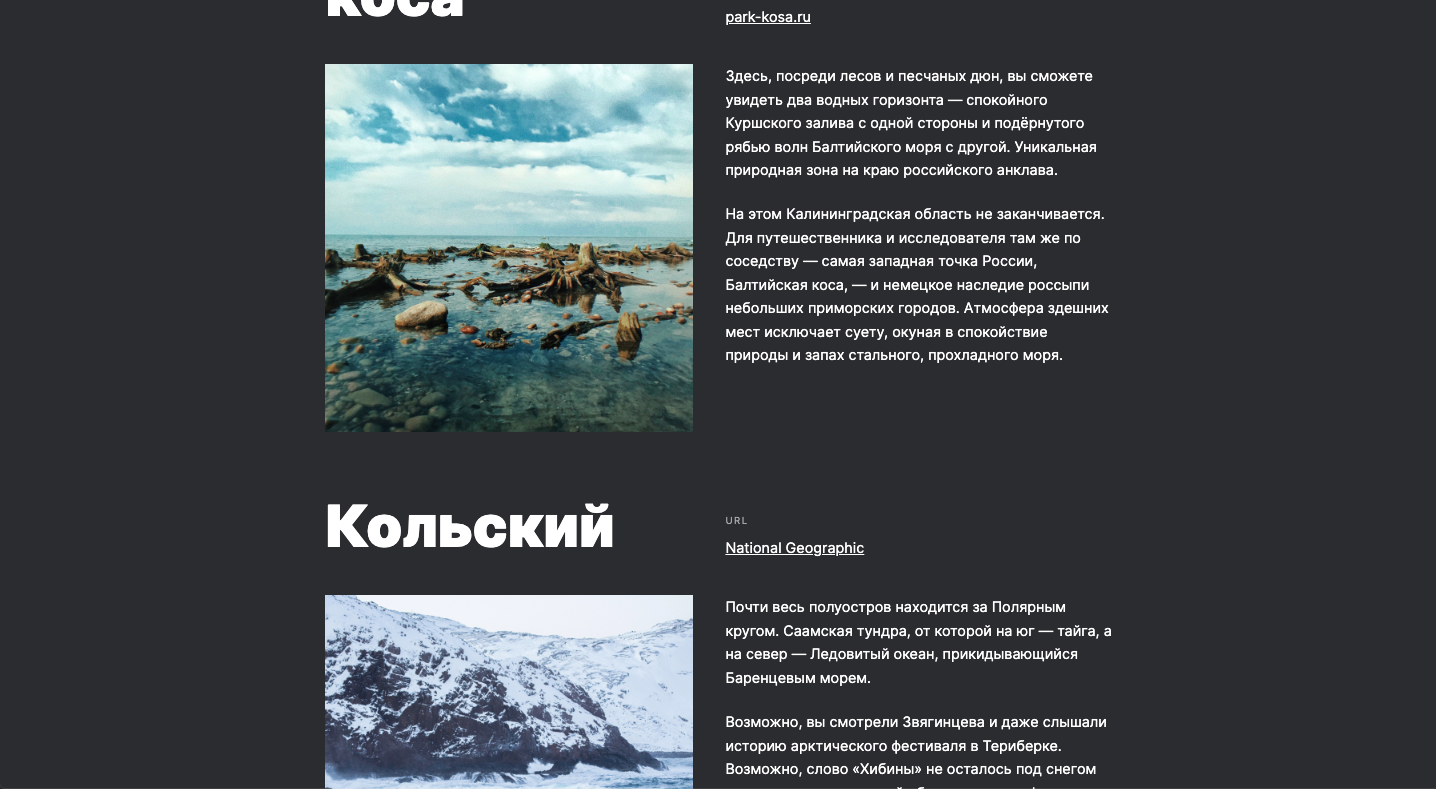 коса
park-kosa.ru
Здесь, посреди лесов и песчаных дюн, вы сможете
увидеть два водных горизонта — спокойного
Куршского залива с одной стороны и подёрнутого
рябью волн Балтийского моря с другой. Уникальная
природная зона на краю российского анклава.
На этом Калининградская область не заканчивается.
Для путешественника и исследователя там же по
соседству — самая западная точка России,
Балтийская коса, — и немецкое наследие россыпи
небольших приморских городов. Атмосфера здешних
мест исключает суету, окуная в спокойствие
природы и запах стального, прохладного моря.
Кольский
URL
National Geographic
Почти весь полуостров находится за Полярным
кругом. Саамская тундра, от которой на юг — тайга, а
на север — Ледовитый океан, прикидывающийся
Баренцевым морем.
Возможно, вы смотрели Звягинцева и даже слышали
историю арктического фестиваля в Териберке.
Возможно, слово «Хибины» не осталось под снегом